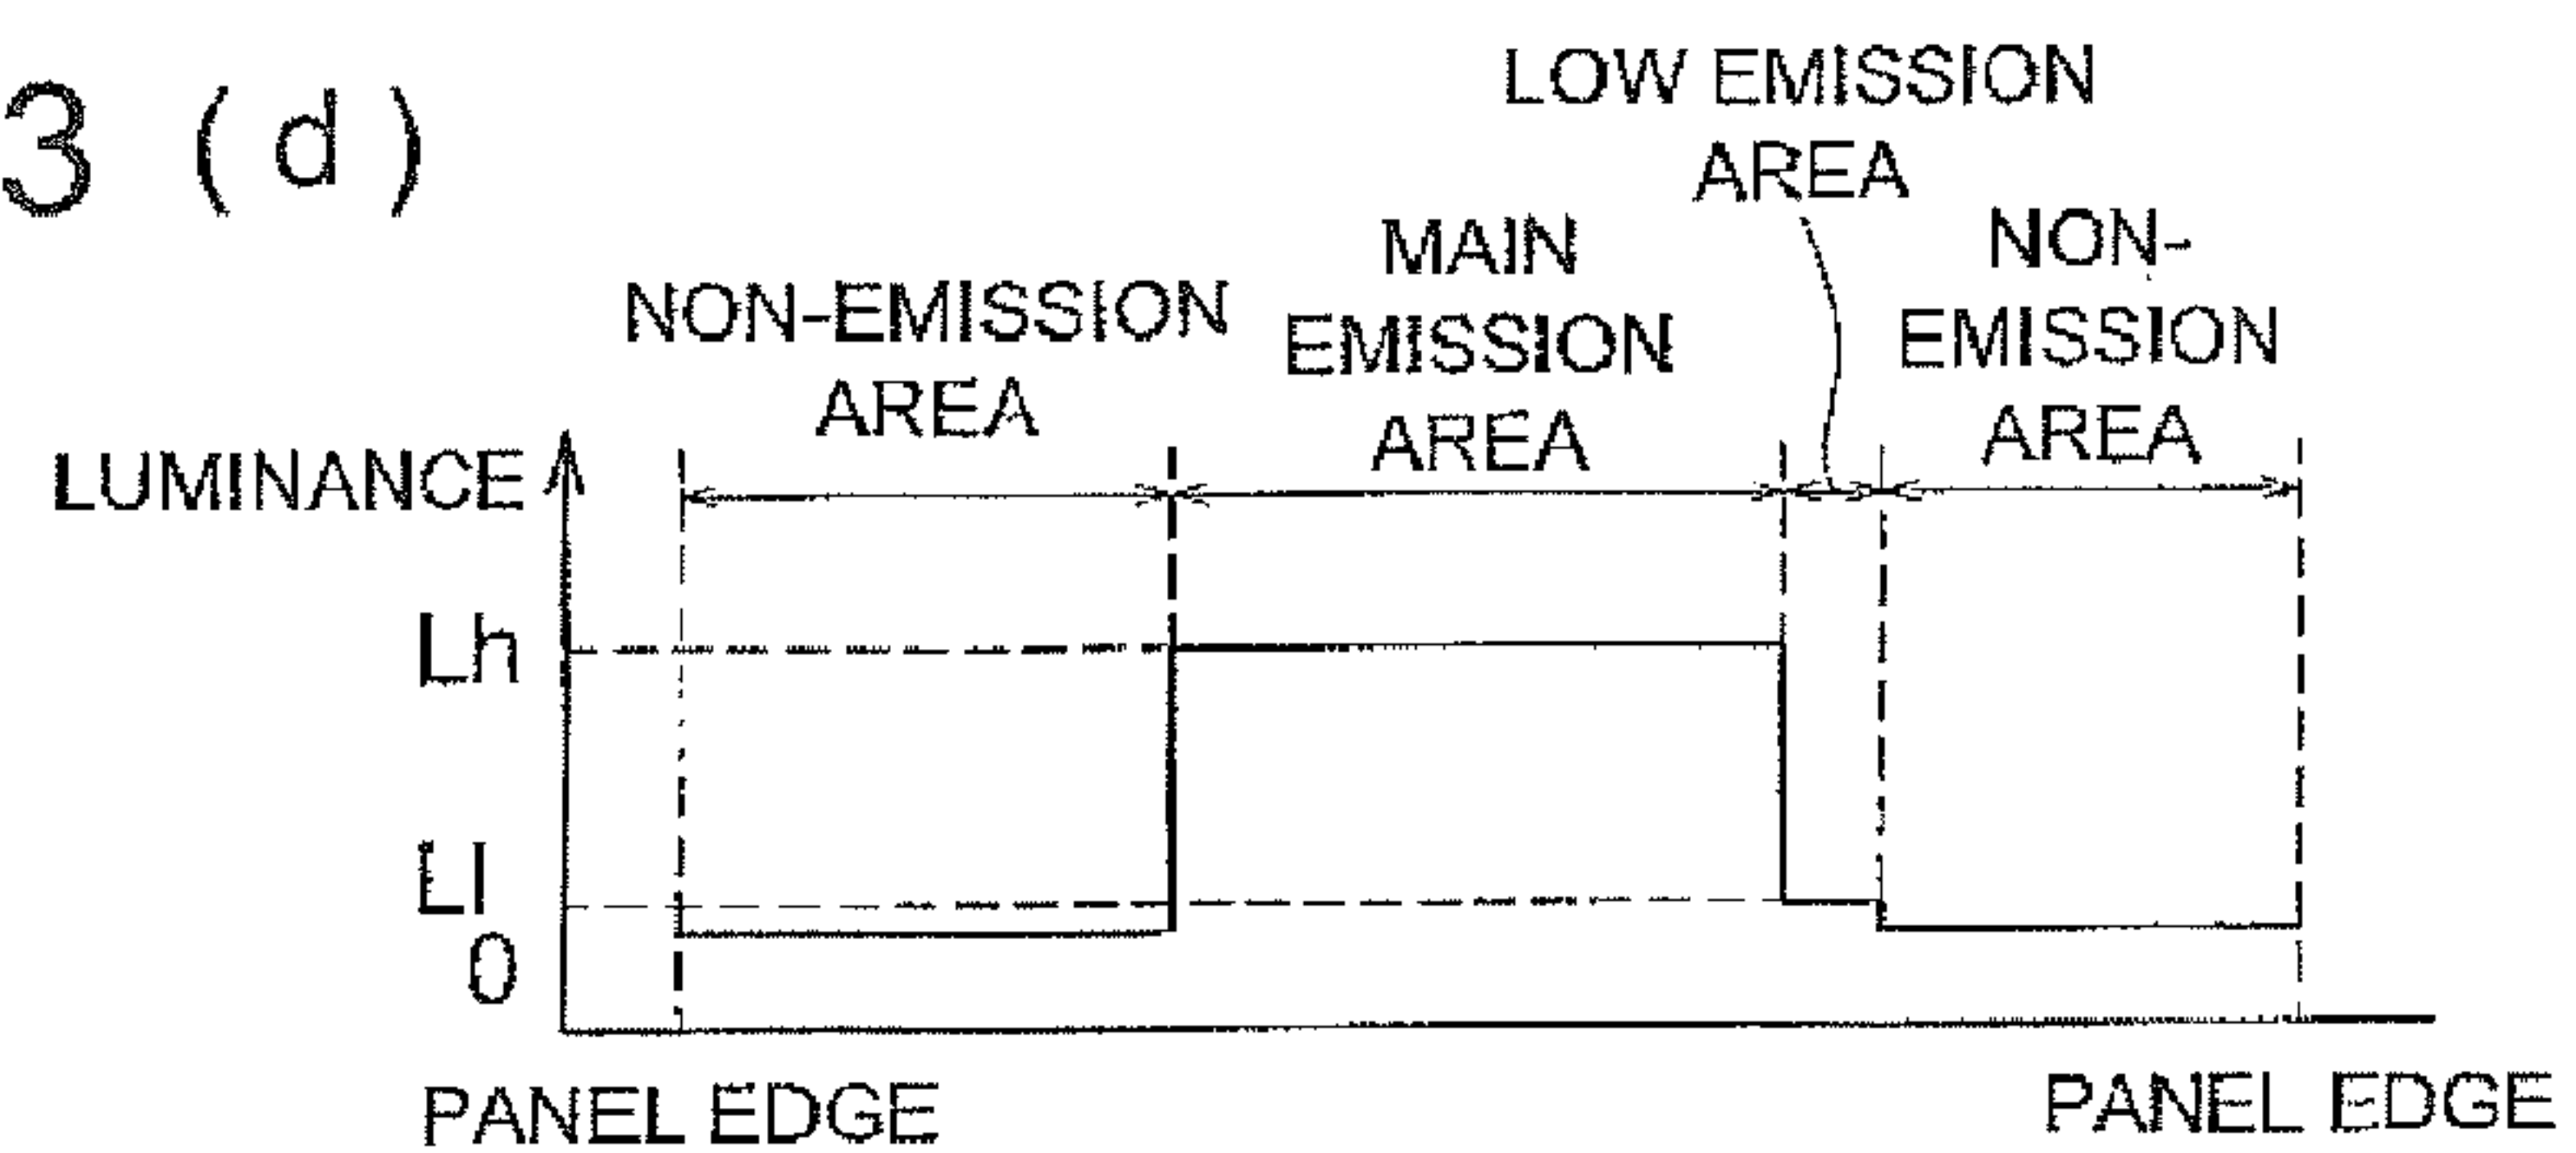 3 (d)
LOW EMISSION
AREA
NON-EMISSION
AREA
MAIN
EMISSION
AREA
NON-
EMISSION
AREA
LUMINANCE
Lh
Ll
0
PANEL EDGE
PANEL EDGE